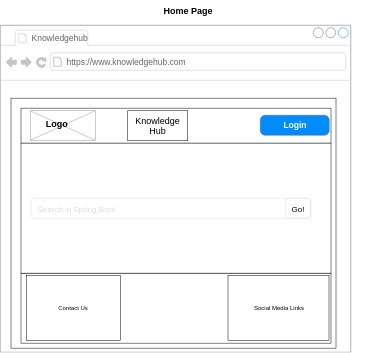 Home Page
Knowledgehub
https://www.knowledgehub.com
Logo
Knowledge
Hub
Login
Search in Spring Boot
Go!
Contact Us
Social Media Links